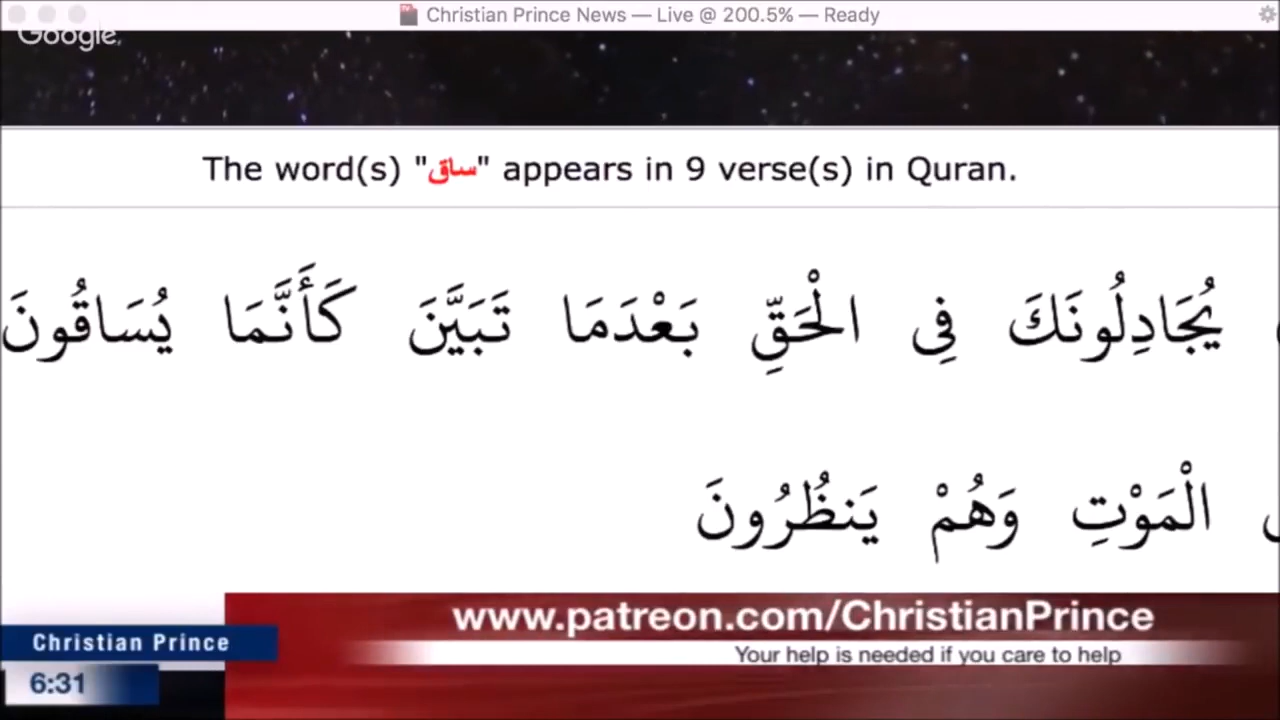 Christian Prince News — Live @ 200.5% — Ready
Google
The word(s) "ساق" appears in 9 verse(s) in Quran.
يُجَادِلُونَكَ فِى الْحَقِّ بَعْدَمَا تَبَيَّنَ كَأَنَّمَا يُسَاقُونَ
الْمَوْتِ وَهُمْ يَنظُرُونَ
www.patreon.com/ChristianPrince
Your help is needed if you care to help
Christian Prince
6:31